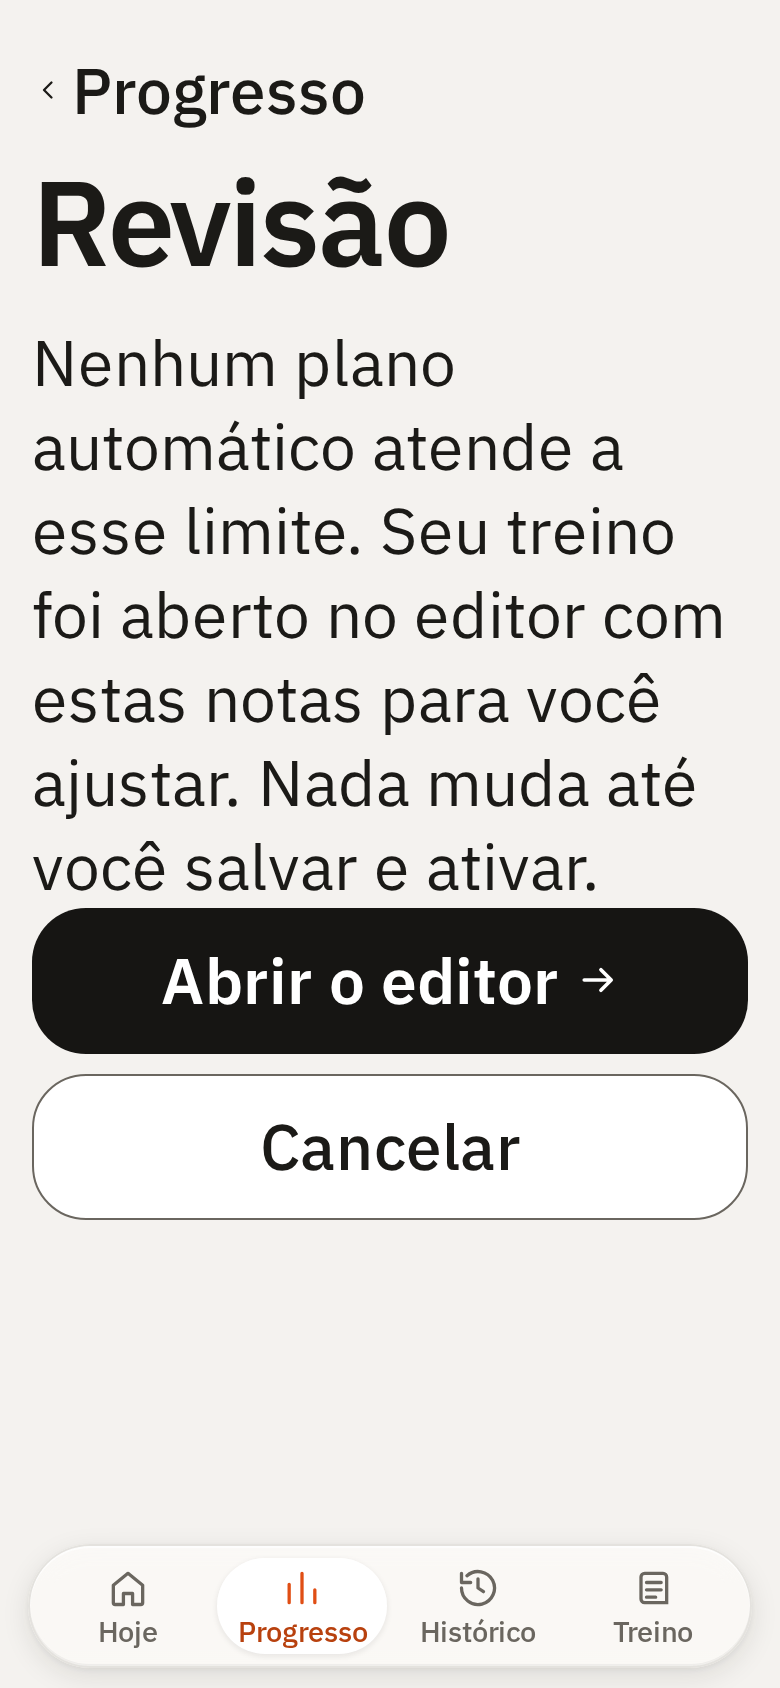 Progresso
Revisão
Nenhum plano
automático atende a
esse limite. Seu treino
foi aberto no editor com
estas notas para você
ajustar. Nada muda até
você salvar e ativar.
Abrir o editor →
Cancelar
Hoje
Progresso
Histórico
Treino